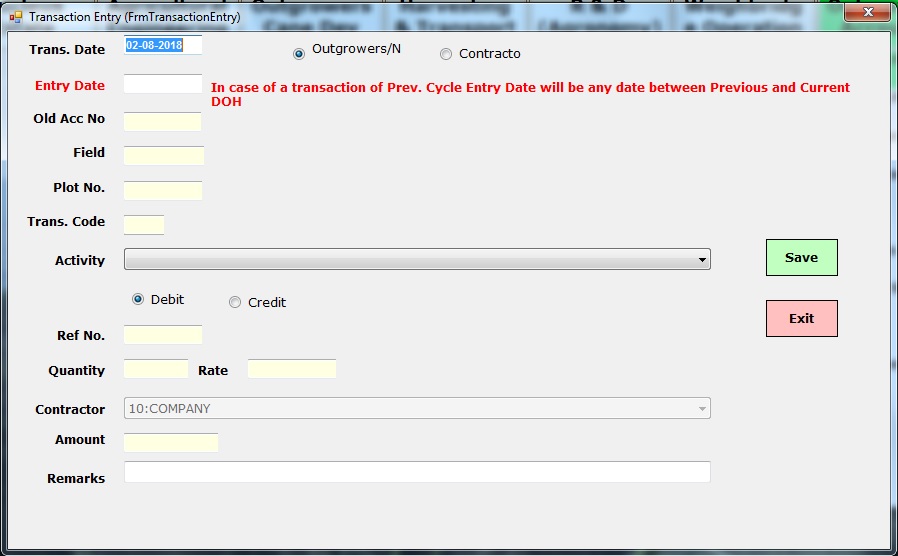 Transaction Entry (FrmTransactionEntry)
Trans. Date 02-08-2018 Outgrowers/N Contracto
Entry Date In case of a transaction of Prev. Cycle Entry Date will be any date between Previous and Current
DOH
Old Acc No
Field
Plot No.
Trans. Code
Activity
Save
Debit Credit
Exit
Ref No.
Quantity Rate
Contractor 10:COMPANY
Amount
Remarks